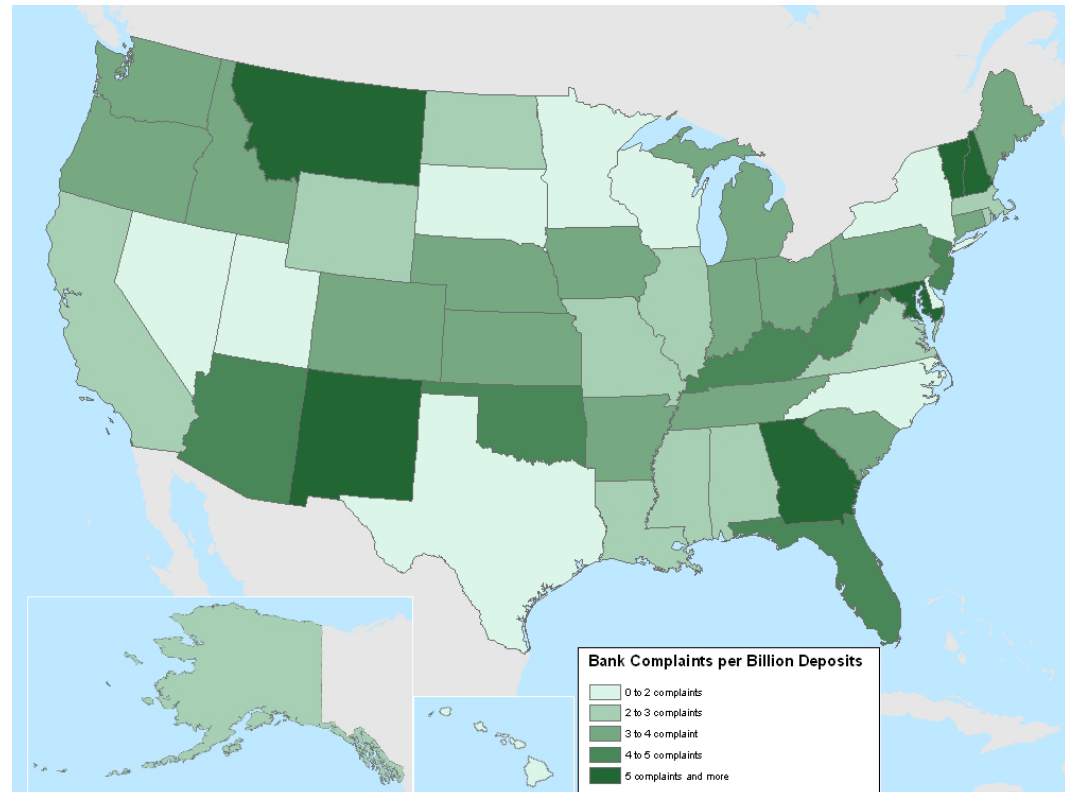 Bank Complaints per Billion Deposits
0 to 2 complaints
2 to 3 complaints
3 to 4 complaint
4 to 5 complaints
5 complaints and more